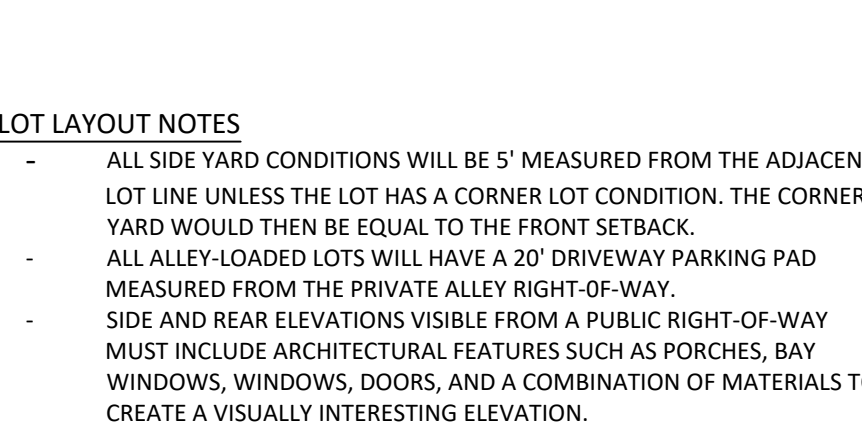 LOT LAYOUT NOTES
- ALL SIDE YARD CONDITIONS WILL BE 5' MEASURED FROM THE ADJACEN
LOT LINE UNLESS THE LOT HAS A CORNER LOT CONDITION. THE CORNER
YARD WOULD THEN BE EQUAL TO THE FRONT SETBACK.
- ALL ALLEY-LOADED LOTS WILL HAVE A 20' DRIVEWAY PARKING PAD
MEASURED FROM THE PRIVATE ALLEY RIGHT-0F-WAY.
- SIDE AND REAR ELEVATIONS VISIBLE FROM A PUBLIC RIGHT-OF-WAY
MUST INCLUDE ARCHITECTURAL FEATURES SUCH AS PORCHES, BAY
WINDOWS, WINDOWS, DOORS, AND A COMBINATION OF MATERIALS TO
CREATE A VISUALLY INTERESTING ELEVATION.